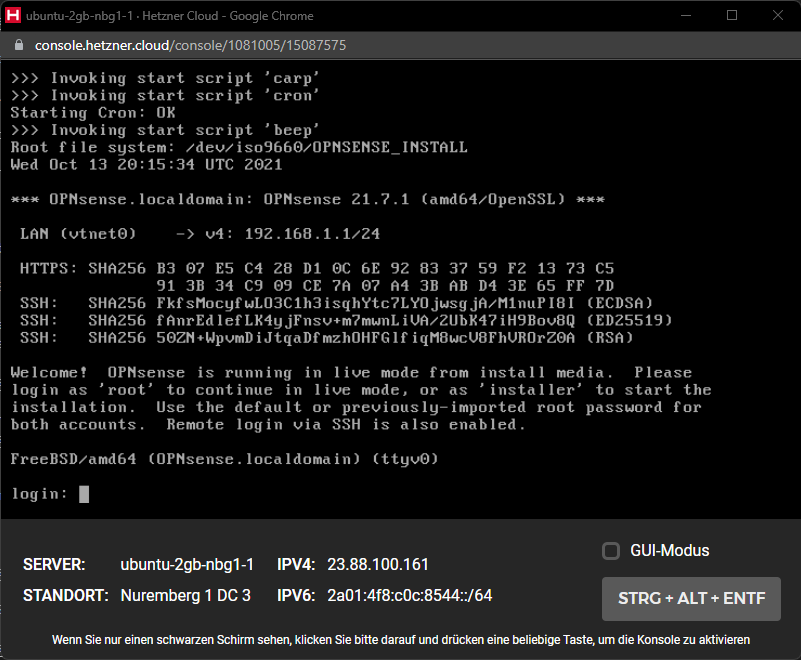 ubuntu-2gb-nbg1-1 · Hetzner Cloud - Google Chrome
console.hetzner.cloud/console/1081005/15087575
>>> Invoking start script 'carp'
>>> Invoking start script 'cron'
Starting Cron: OK
>>> Invoking start script 'beep'
Root file system: /dev/iso9660/OPNSENSE_INSTALL
Wed Oct 13 20:15:34 UTC 2021
*** OPNsense.localdomain: OPNsense 21.7.1 (amd64/OpenSSL) ***
LAN (vtnet0)    -> v4: 192.168.1.1/24
HTTPS: SHA256 B3 07 E5 C4 28 D1 0C 6E 92 83 37 59 F2 13 73 C5
91 3B 34 C9 09 CE 7A 07 A4 3B AB D4 3E 65 FF 7D
SSH:   SHA256 FkfsMocyfwLO3C1h3isqhYtc7LYOjwsgjA/M1nuPI8I (ECDSA)
SSH:   SHA256 fAnrEdlefLK4yjFnsv+m7mwnLiVA/2UbK47iH9Bov8Q (ED25519)
SSH:   SHA256 50ZN+WpvmDiJtqaDfmzhOHFGlfiqM8wcV8FhVROrZ0A (RSA)
Welcome!  OPNsense is running in live mode from install media.  Please
login as 'root' to continue in live mode, or as 'installer' to start the
installation.  Use the default or previously-imported root password for
both accounts.  Remote login via SSH is also enabled.
FreeBSD/amd64 (OPNsense.localdomain) (ttyv0)
login:
GUI-Modus
SERVER: ubuntu-2gb-nbg1-1 IPV4: 23.88.100.161
STANDORT: Nuremberg 1 DC 3 IPV6: 2a01:4f8:c0c:8544::/64
STRG + ALT + ENTF
Wenn Sie nur einen schwarzen Schirm sehen, klicken Sie bitte darauf und drücken eine beliebige Taste, um die Konsole zu aktivieren